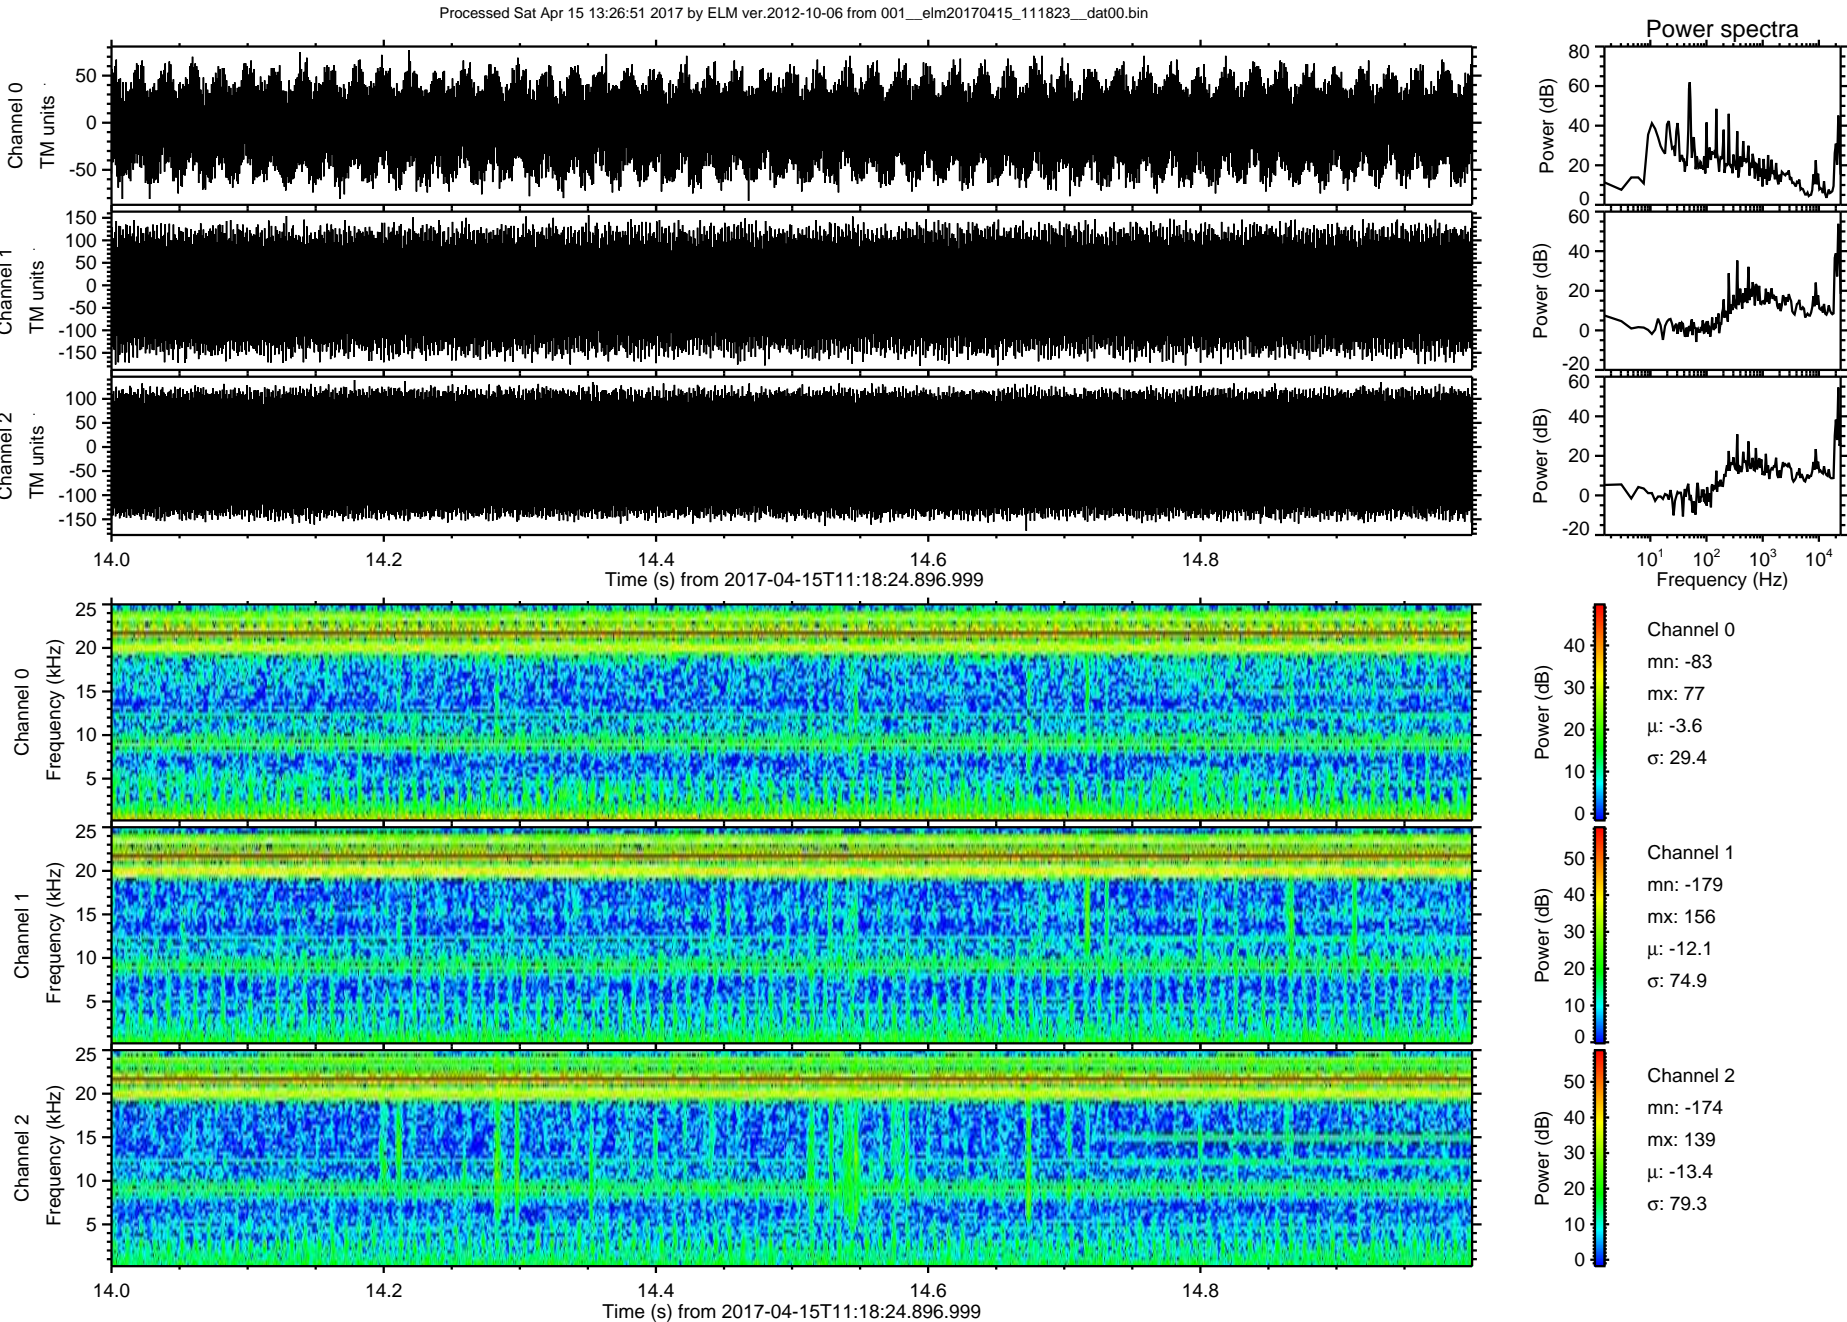 Processed Sat Apr 15 13:26:51 2017 by ELM ver.2012-10-06 from 001__elm20170415_111823__dat00.bin
Power spectra
Channel 0
TM units
50
0
-50
Power (dB)
80
60
40
20
0
Channel 1
TM units
150
100
50
0
-50
-100
-150
Power (dB)
60
40
20
0
-20
Channel 2
TM units
100
50
0
-50
-100
-150
Power (dB)
60
40
20
0
-20
14.0 14.2 14.4 14.6 14.8
Time (s) from 2017-04-15T11:18:24.896.999
10¹ 10² 10³ 10⁴
Frequency (Hz)
Channel 0
Frequency (kHz)
25
20
15
10
5
Power (dB)
40
30
20
10
0
Channel 0
mn: -83
mx: 77
μ: -3.6
σ: 29.4
Channel 1
Frequency (kHz)
25
20
15
10
5
Power (dB)
50
40
30
20
10
0
Channel 1
mn: -179
mx: 156
μ: -12.1
σ: 74.9
Channel 2
Frequency (kHz)
25
20
15
10
5
Power (dB)
50
40
30
20
10
0
Channel 2
mn: -174
mx: 139
μ: -13.4
σ: 79.3
14.0 14.2 14.4 14.6 14.8
Time (s) from 2017-04-15T11:18:24.896.999